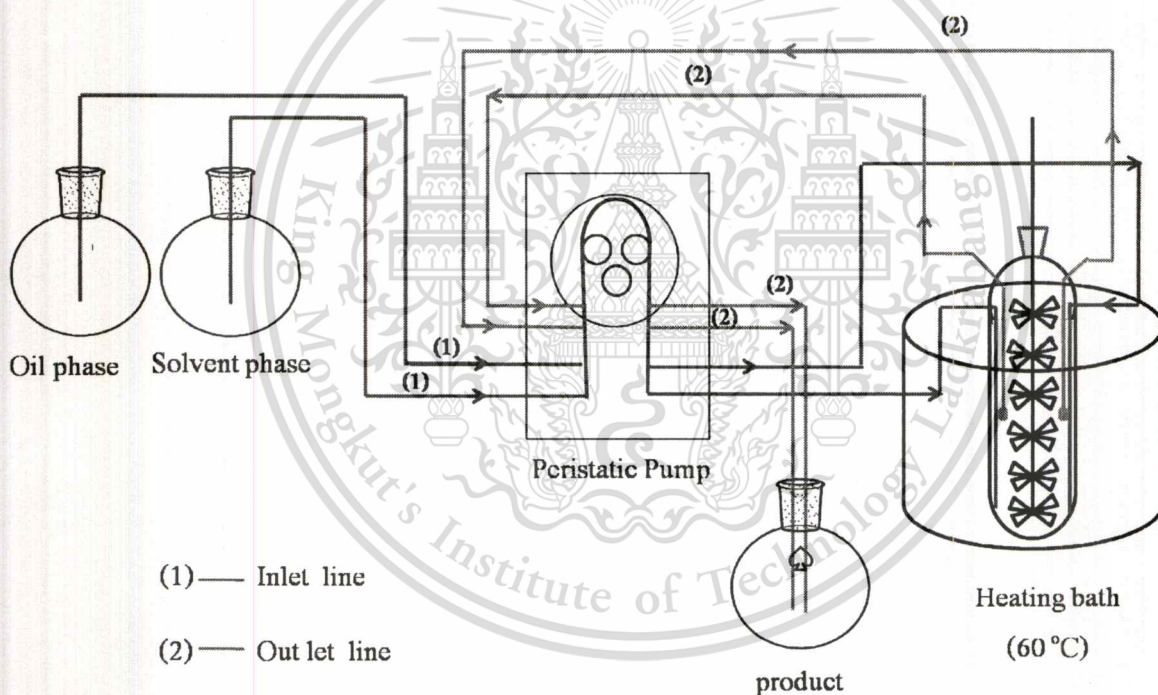 (2)
(2)
Oil phase
Solvent phase
(1)
(1)
(2)
(2)
Peristatic Pump
King Mongkut's Institute of Technology Ladkrabang
(1) — Inlet line
(2) — Out let line
product
Heating bath
(60 °C)